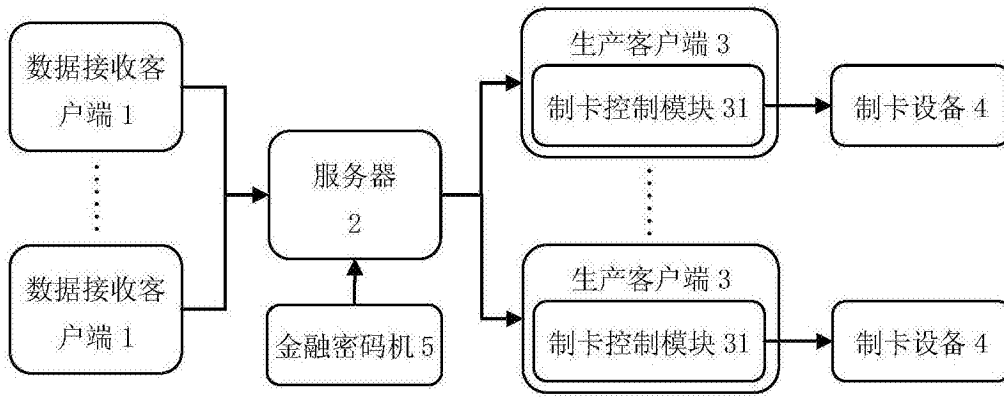 数据接收客
户端 1
数据接收客
户端 1
服务器
2
金融密码机 5
生产客户端 3
制卡控制模块 31
制卡设备 4
生产客户端 3
制卡控制模块 31
制卡设备 4